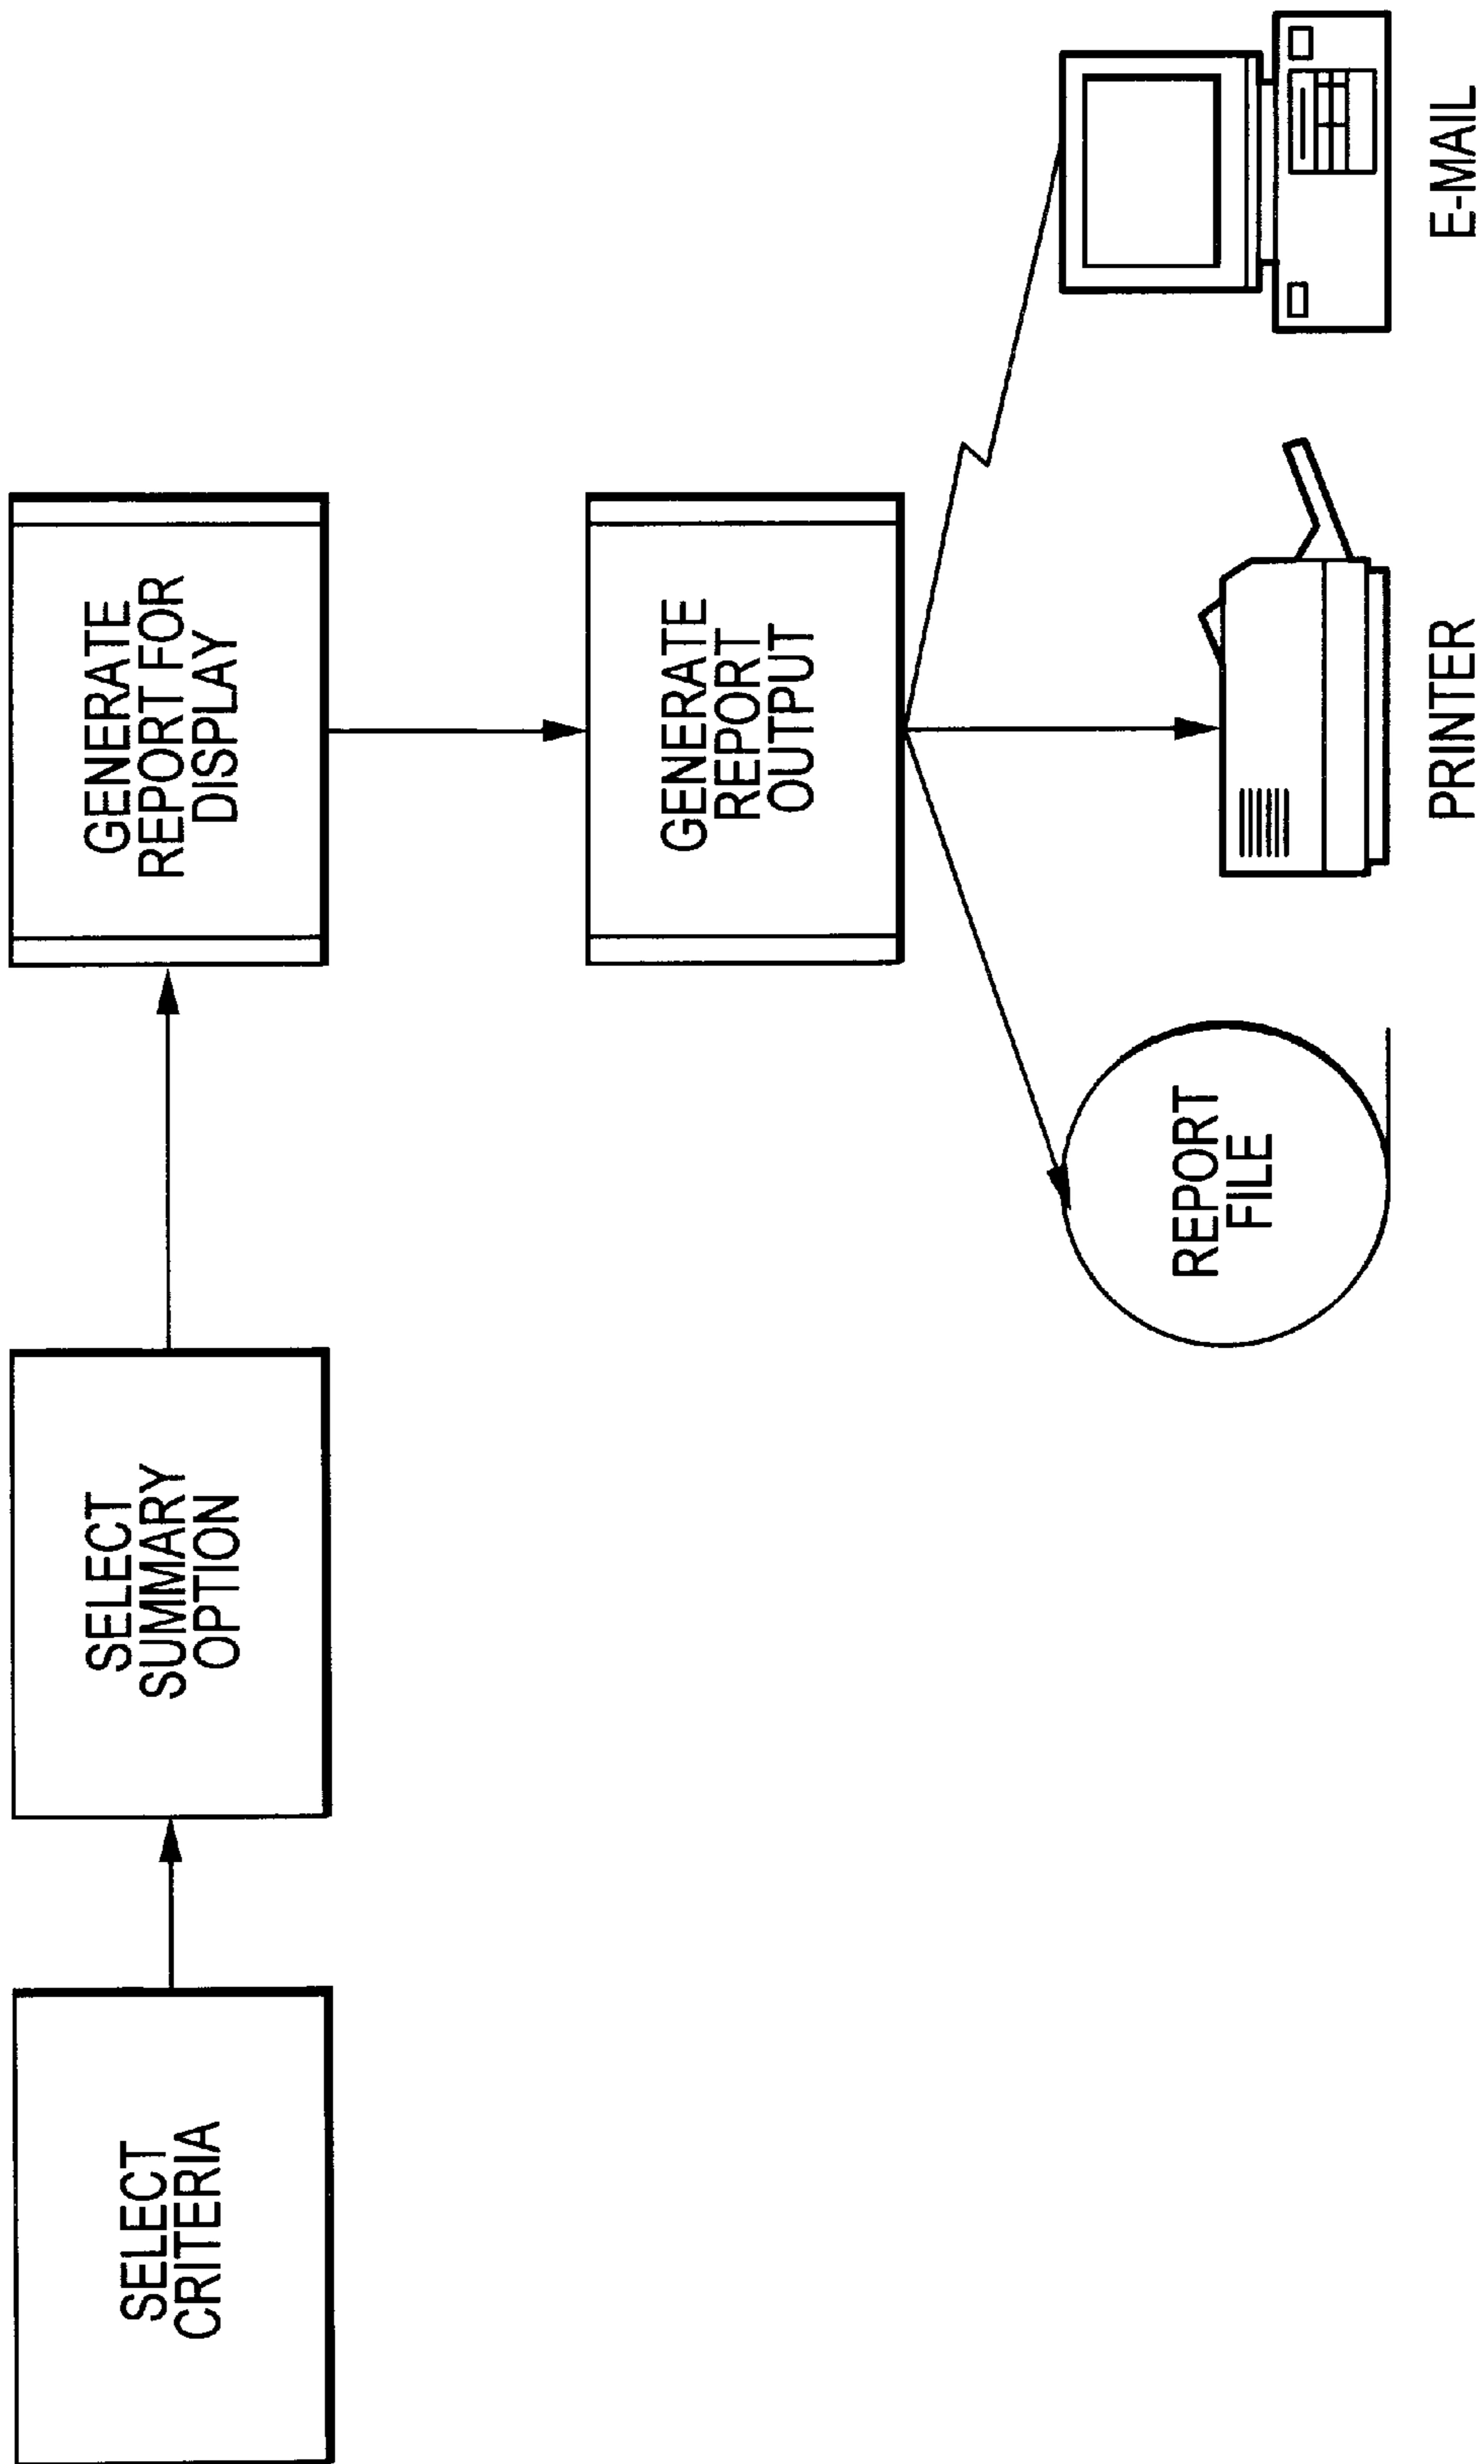 SELECT
CRITERIA
SELECT
SUMMARY
OPTION
GENERATE
REPORT FOR
DISPLAY
GENERATE
REPORT
OUTPUT
REPORT
FILE
PRINTER
E-MAIL